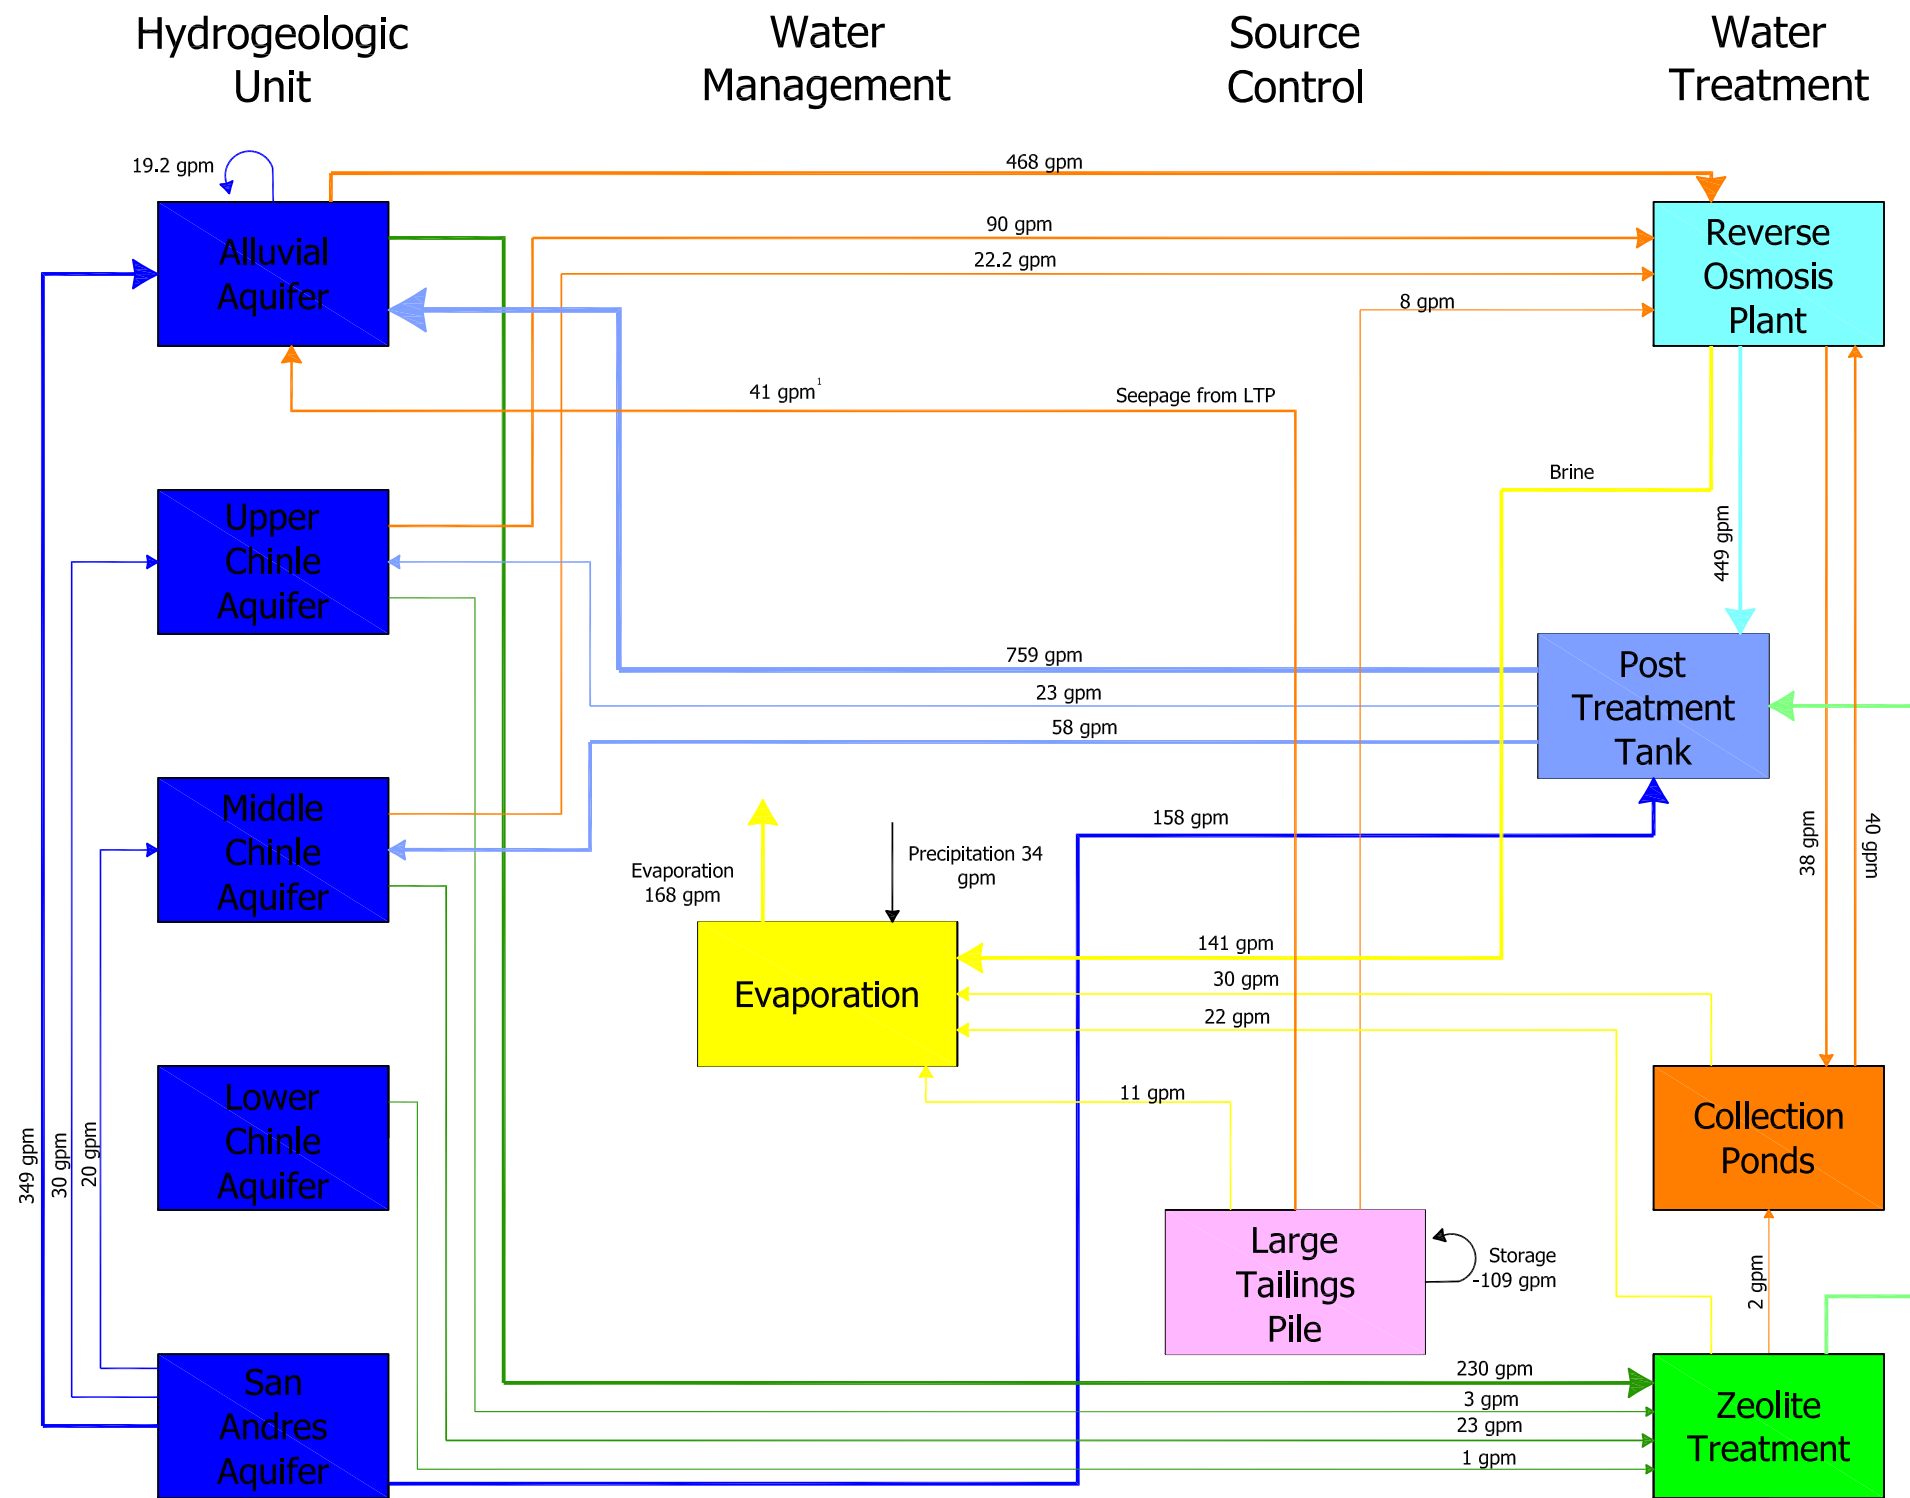 Hydrogeologic
Unit
Water
Management
Source
Control
Water
Treatment
19.2 gpm
468 gpm
Alluvial
Aquifer
90 gpm
22.2 gpm
8 gpm
Reverse
Osmosis
Plant
41 gpm¹
Seepage from LTP
Brine
449 gpm
Upper
Chinle
Aquifer
759 gpm
23 gpm
58 gpm
Post
Treatment
Tank
Middle
Chinle
Aquifer
158 gpm
38 gpm
40 gpm
Evaporation
168 gpm
Precipitation 34
gpm
Evaporation
141 gpm
30 gpm
22 gpm
11 gpm
Lower
Chinle
Aquifer
349 gpm
30 gpm
20 gpm
Collection
Ponds
Large
Tailings
Pile
Storage
-109 gpm
2 gpm
San
Andres
Aquifer
230 gpm
3 gpm
23 gpm
1 gpm
Zeolite
Treatment